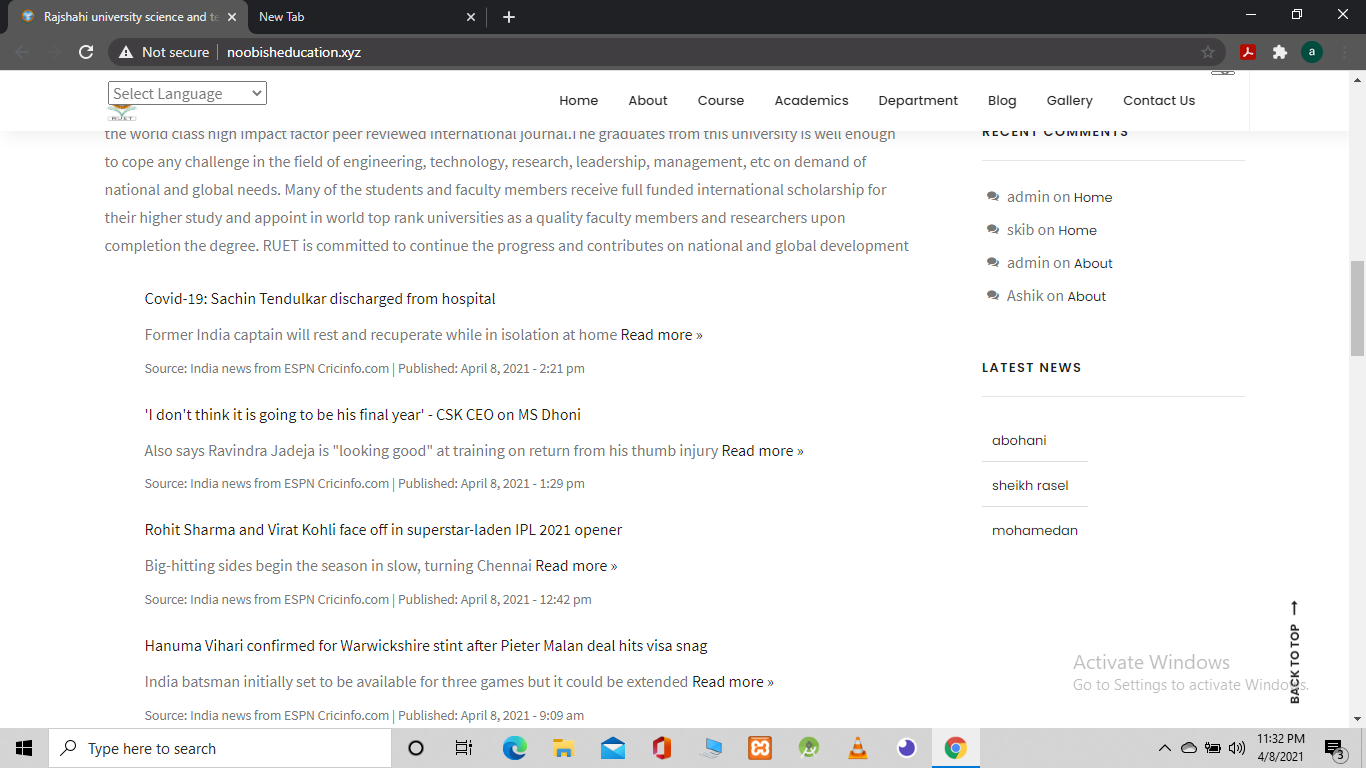 Rajshahi university science and te
New Tab
Not secure
noobisheducation.xyz
a
Select Language
RUET
Home
About
Course
Academics
Department
Blog
Gallery
Contact Us
the world class high impact factor peer reviewed international journal.The graduates from this university is well enough
to cope any challenge in the field of engineering, technology, research, leadership, management, etc on demand of
national and global needs. Many of the students and faculty members receive full funded international scholarship for
their higher study and appoint in world top rank universities as a quality faculty members and researchers upon
completion the degree. RUET is committed to continue the progress and contributes on national and global development
Covid-19: Sachin Tendulkar discharged from hospital
Former India captain will rest and recuperate while in isolation at home Read more »
Source: India news from ESPN Cricinfo.com | Published: April 8, 2021 - 2:21 pm
'I don't think it is going to be his final year' - CSK CEO on MS Dhoni
Also says Ravindra Jadeja is "looking good" at training on return from his thumb injury Read more »
Source: India news from ESPN Cricinfo.com | Published: April 8, 2021 - 1:29 pm
Rohit Sharma and Virat Kohli face off in superstar-laden IPL 2021 opener
Big-hitting sides begin the season in slow, turning Chennai Read more »
Source: India news from ESPN Cricinfo.com | Published: April 8, 2021 - 12:42 pm
Hanuma Vihari confirmed for Warwickshire stint after Pieter Malan deal hits visa snag
India batsman initially set to be available for three games but it could be extended Read more »
Source: India news from ESPN Cricinfo.com | Published: April 8, 2021 - 9:09 am
RECENT COMMENTS
admin on Home
skib on Home
admin on About
Ashik on About
LATEST NEWS
abohani
sheikh rasel
mohamedan
BACK TO TOP
Activate Windows
Go to Settings to activate Windows.
Type here to search
11:32 PM
4/8/2021
3